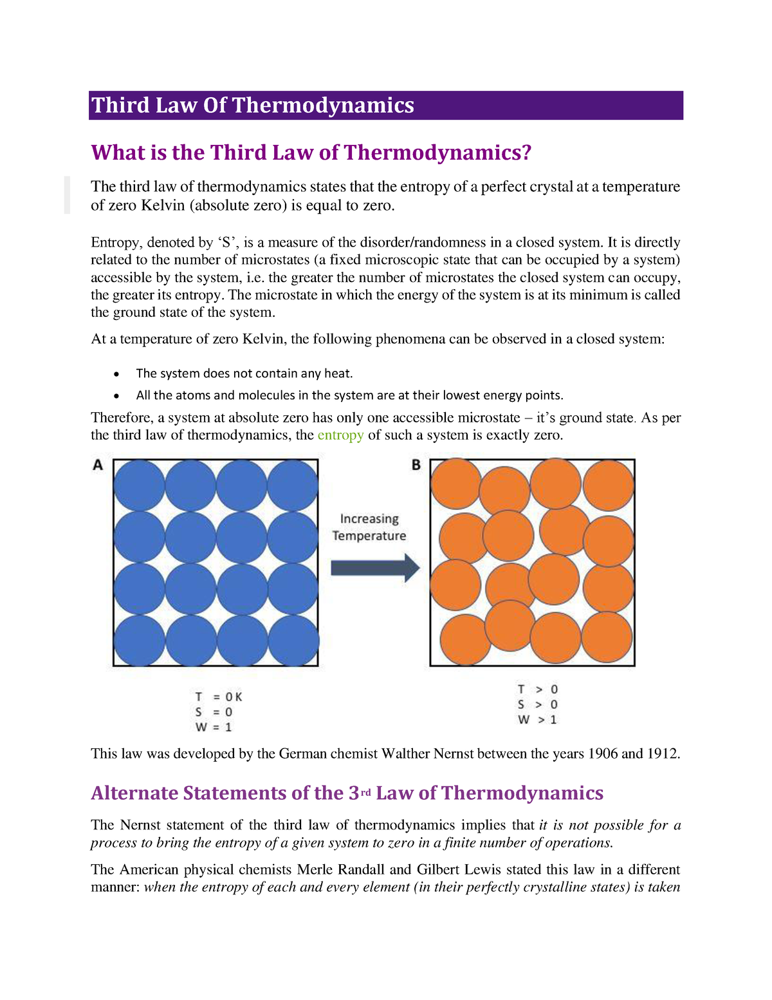 Third Law Of Thermodynamics
What is the Third Law of Thermodynamics?
The third law of thermodynamics states that the entropy of a perfect crystal at a temperature
of zero Kelvin (absolute zero) is equal to zero.
Entropy, denoted by ‘S’, is a measure of the disorder/randomness in a closed system. It is directly
related to the number of microstates (a fixed microscopic state that can be occupied by a system)
accessible by the system, i.e. the greater the number of microstates the closed system can occupy,
the greater its entropy. The microstate in which the energy of the system is at its minimum is called
the ground state of the system.
At a temperature of zero Kelvin, the following phenomena can be observed in a closed system:
• The system does not contain any heat.
• All the atoms and molecules in the system are at their lowest energy points.
Therefore, a system at absolute zero has only one accessible microstate – it’s ground state. As per
the third law of thermodynamics, the entropy of such a system is exactly zero.
A
B
Increasing
Temperature
T = 0 K
S = 0
W = 1
T > 0
S > 0
W > 1
This law was developed by the German chemist Walther Nernst between the years 1906 and 1912.
Alternate Statements of the 3rd Law of Thermodynamics
The Nernst statement of the third law of thermodynamics implies that it is not possible for a
process to bring the entropy of a given system to zero in a finite number of operations.
The American physical chemists Merle Randall and Gilbert Lewis stated this law in a different
manner: when the entropy of each and every element (in their perfectly crystalline states) is taken